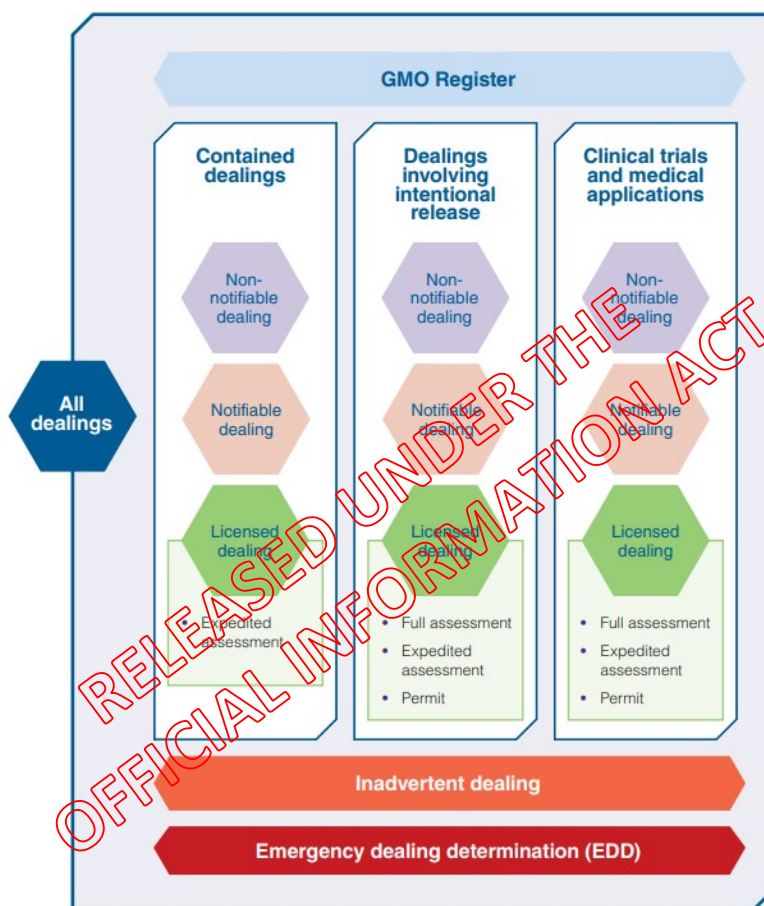 GMO Register
Contained
dealings
Non-
notifiable
dealing
Notifiable
dealing
Licensed
dealing
• Expedited
assessment
Dealings
involving
intentional
release
Non-
notifiable
dealing
Notifiable
dealing
Licensed
dealing
• Full assessment
• Expedited
assessment
• Permit
Clinical trials
and medical
applications
Non-
notifiable
dealing
Notifiable
dealing
Licensed
dealing
• Full assessment
• Expedited
assessment
• Permit
All
dealings
Inadvertent dealing
Emergency dealing determination (EDD)
RELEASED UNDER THE
OFFICIAL INFORMATION ACT